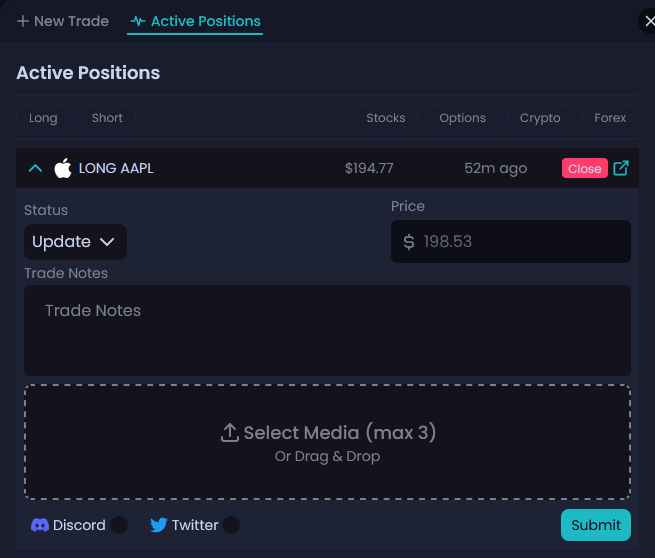 New Trade Active Positions
Active Positions
Long Short Stocks Options Crypto Forex
LONG AAPL $194.77 52m ago Close
Status Price
Update $ 198.53
Trade Notes
Trade Notes
Select Media (max 3)
Or Drag & Drop
Discord Twitter Submit